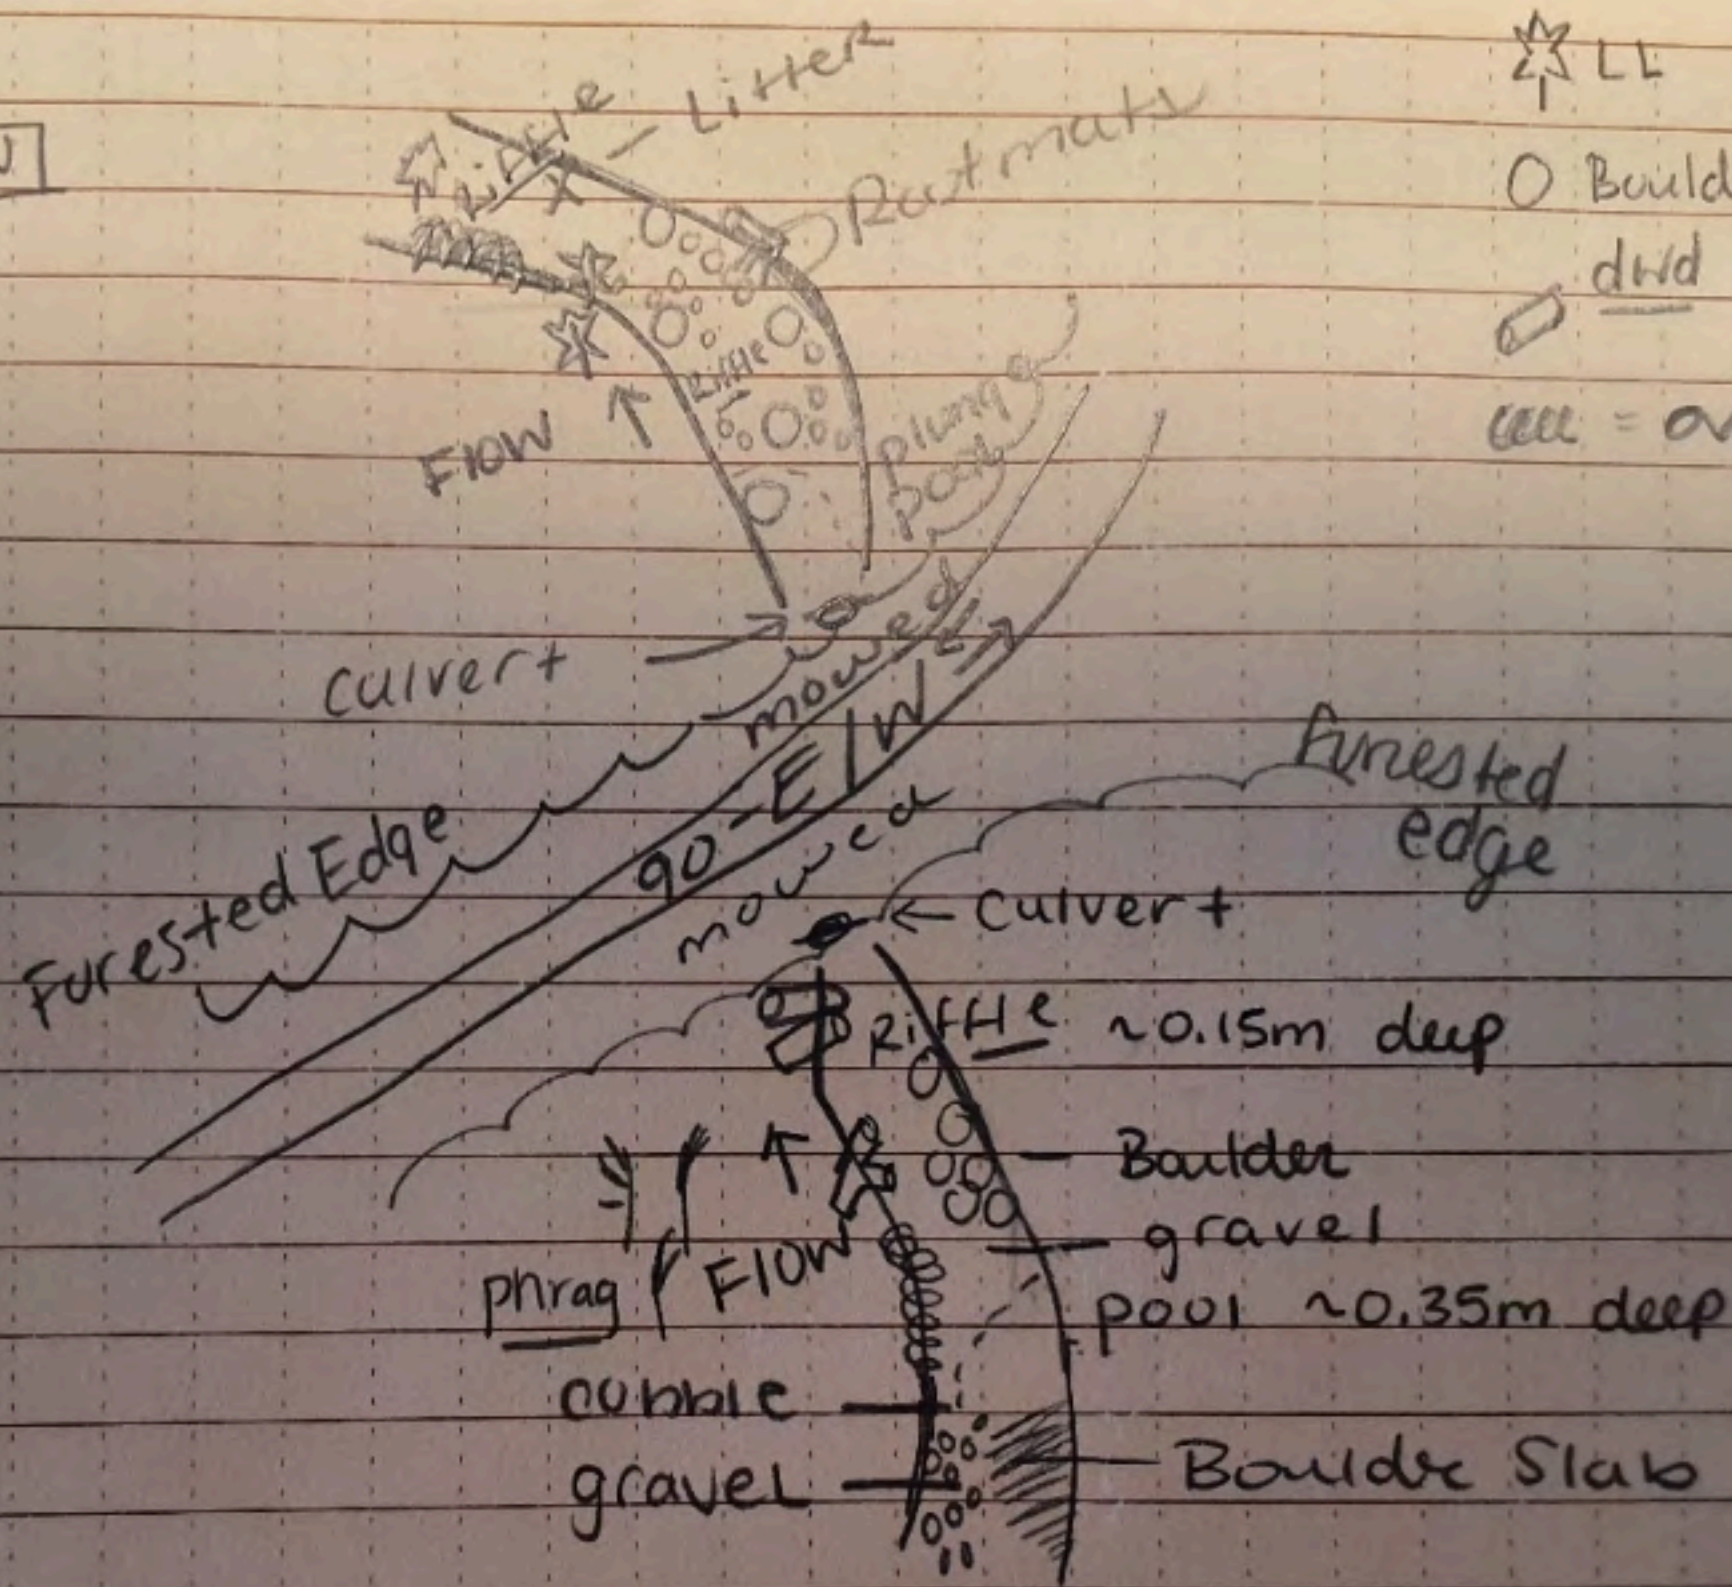 LL
Riffle
Litter
Rootmats
Bould
dwd
=
Riffle
Flow
plunge
pool
culvert
mowed
90-E/W
mowed
Forested Edge
Forested
edge
culvert
Riffle ~0.15m deep
Boulder
gravel
phrag
Flow
pool ~0.35m deep
cobble
gravel
Boulder Slab